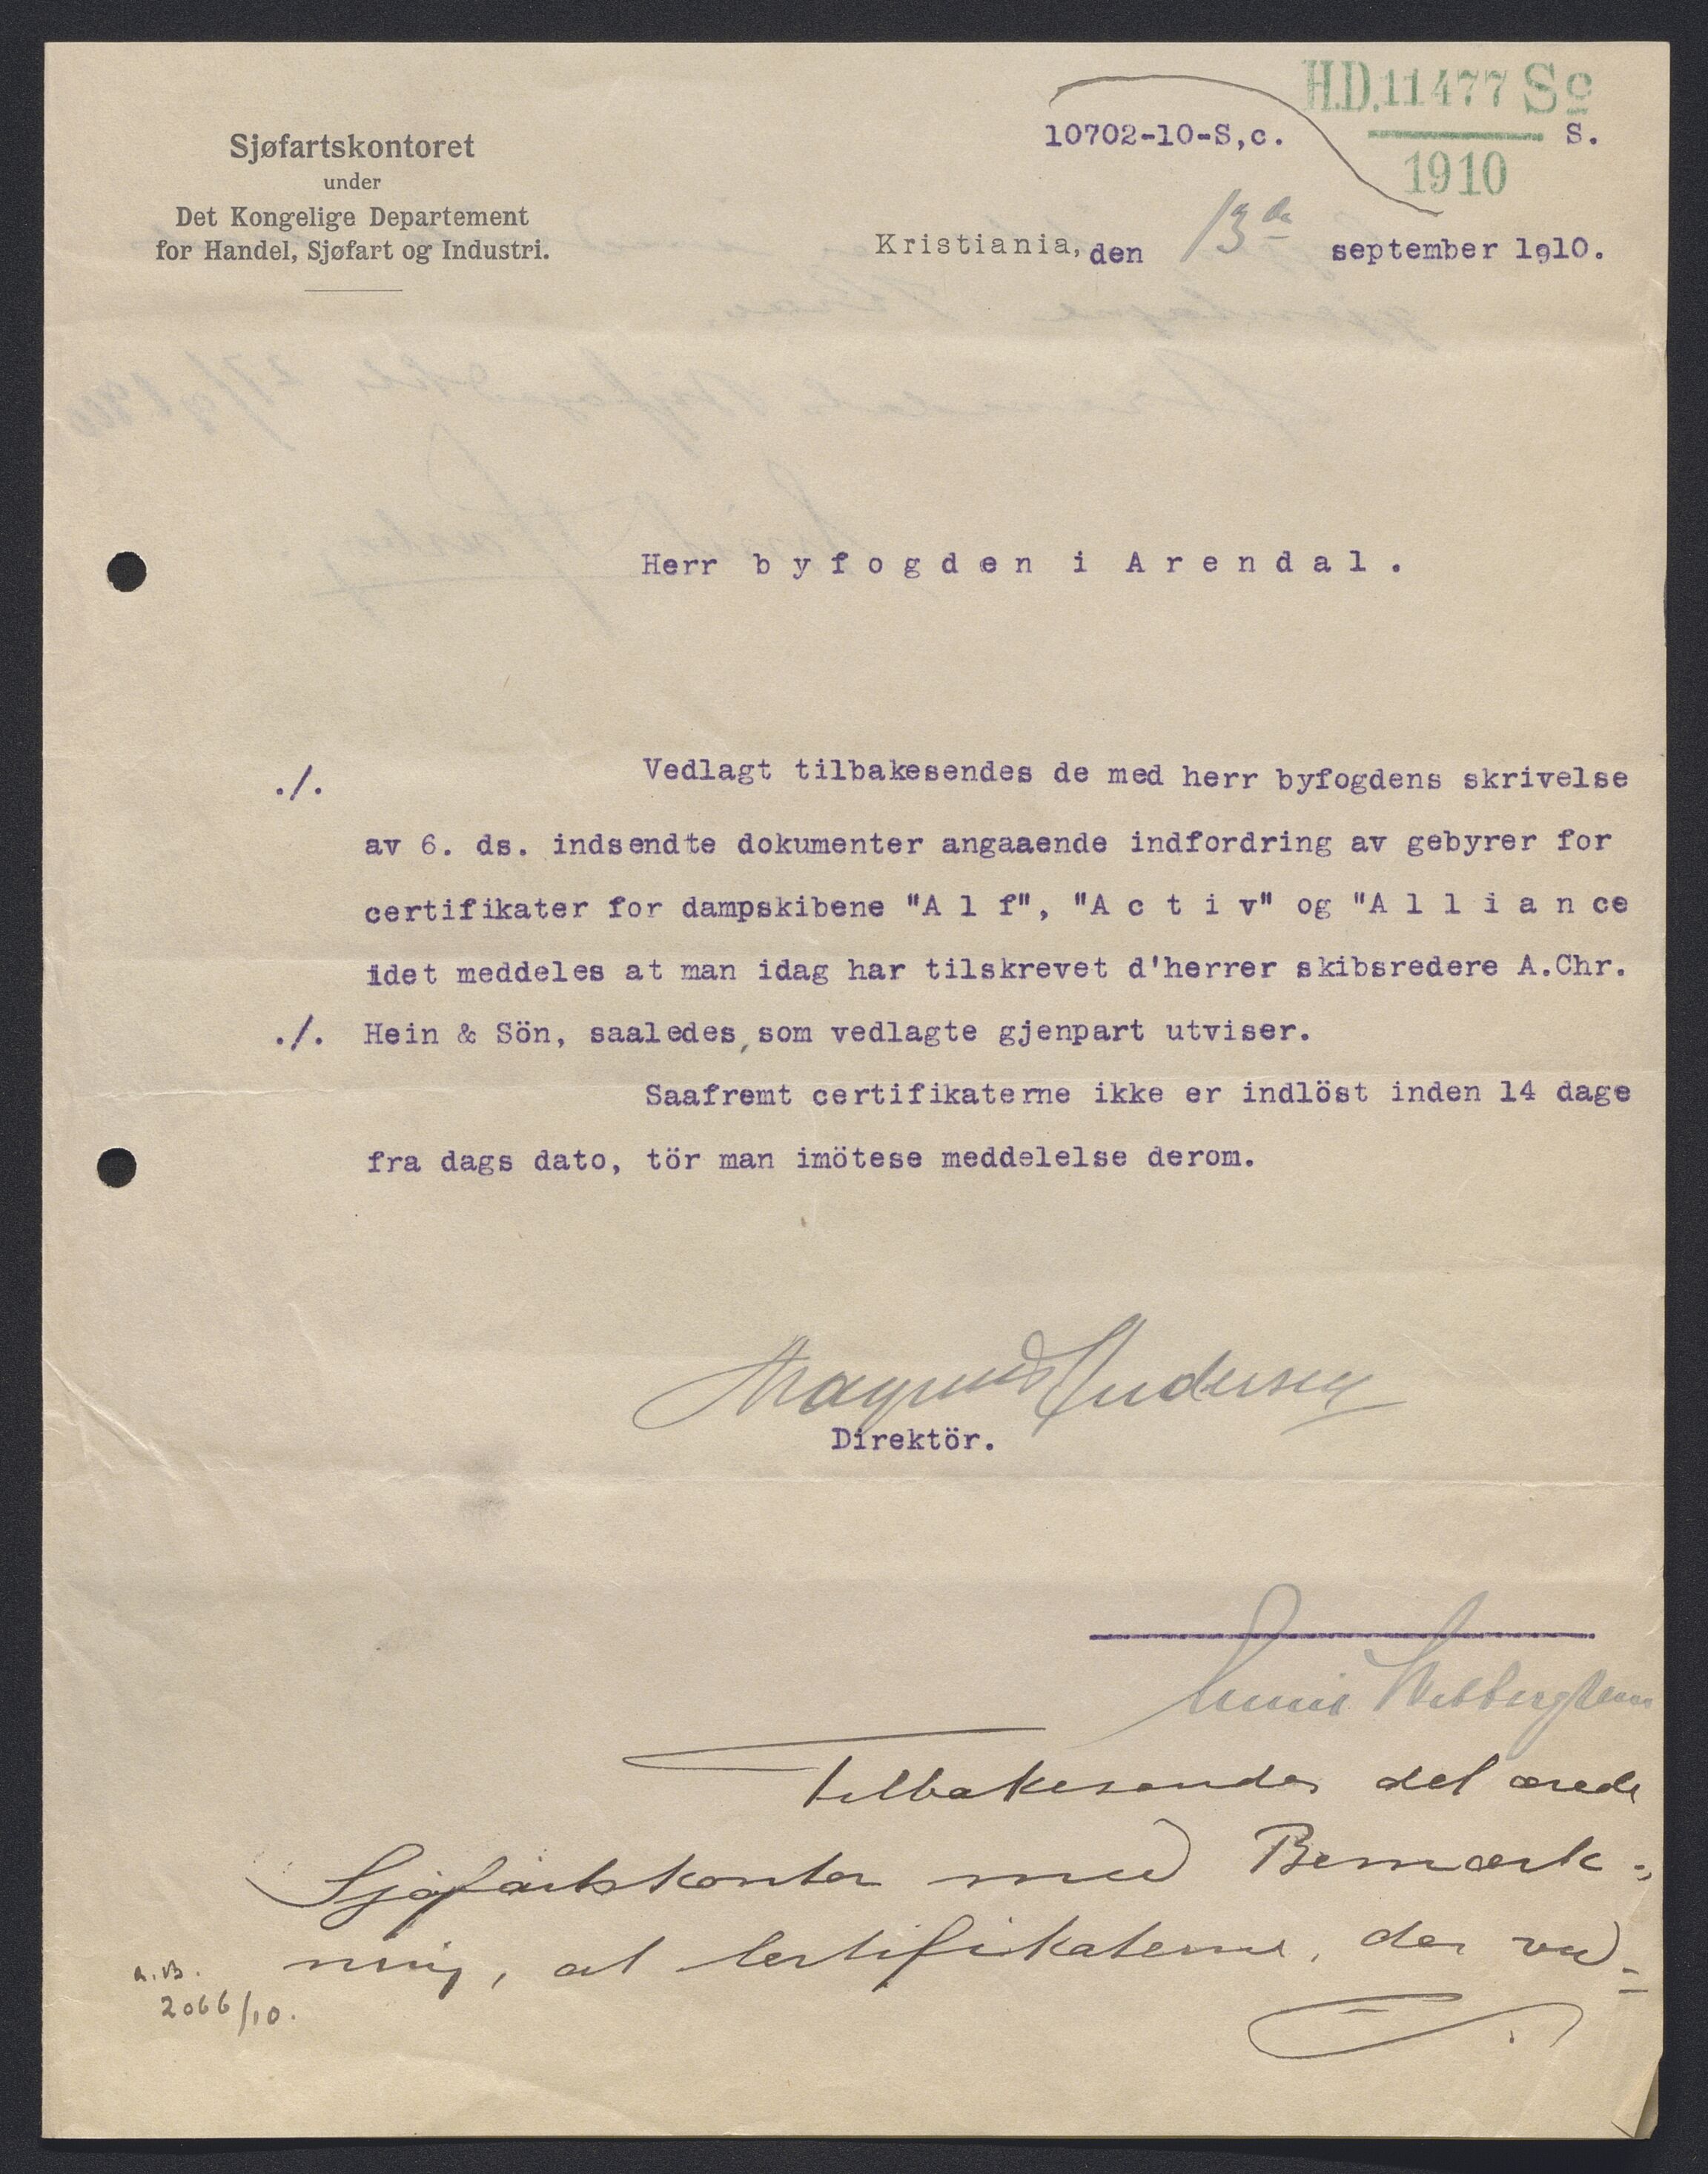 H.D. 11477 Sc
1910
Sjøfartskontoret
under
Det Kongelige Departement
for Handel, Sjøfart og Industri.
10702-10-S,c. S.
Kristiania, den 13de september 1910.
Herr byfogden i Arendal.
./. Vedlagt tilbakesendes de med herr byfogdens skrivelse
av 6. ds. indsendte dokumenter angaaende indfordring av gebyrer for
certifikater for dampskibene "A l f", "A c t i v" og "A l l i a n ce
idet meddeles at man idag har tilskrevet d'herrer skibsredere A.Chr.
./. Hein & Sön, saaledes, som vedlagte gjenpart utviser.
Saafremt certifikaterne ikke er indlöst inden 14 dage
fra dags dato, tör man imötese meddelelse derom.
Magnus Andersen
Direktör.
Tilbakesendes det ærede
Sjøfartskontor med Bemærk-
ning, at Certifikaterne, der ved-
a.B.
2066/10.